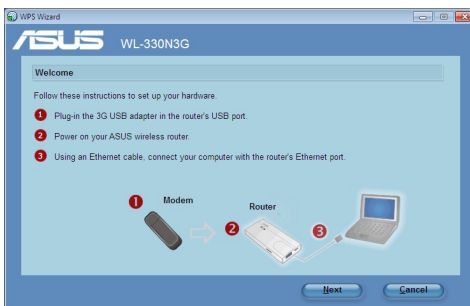 WPS Wizard
ASUS WL-330N3G
Welcome
Follow these instructions to set up your hardware.
1 Plug-in the 3G USB adapter in the router's USB port.
2 Power on your ASUS wireless router.
3 Using an Ethernet cable, connect your computer with the router's Ethernet port.
1 Modem
2 Router
3
Next Cancel